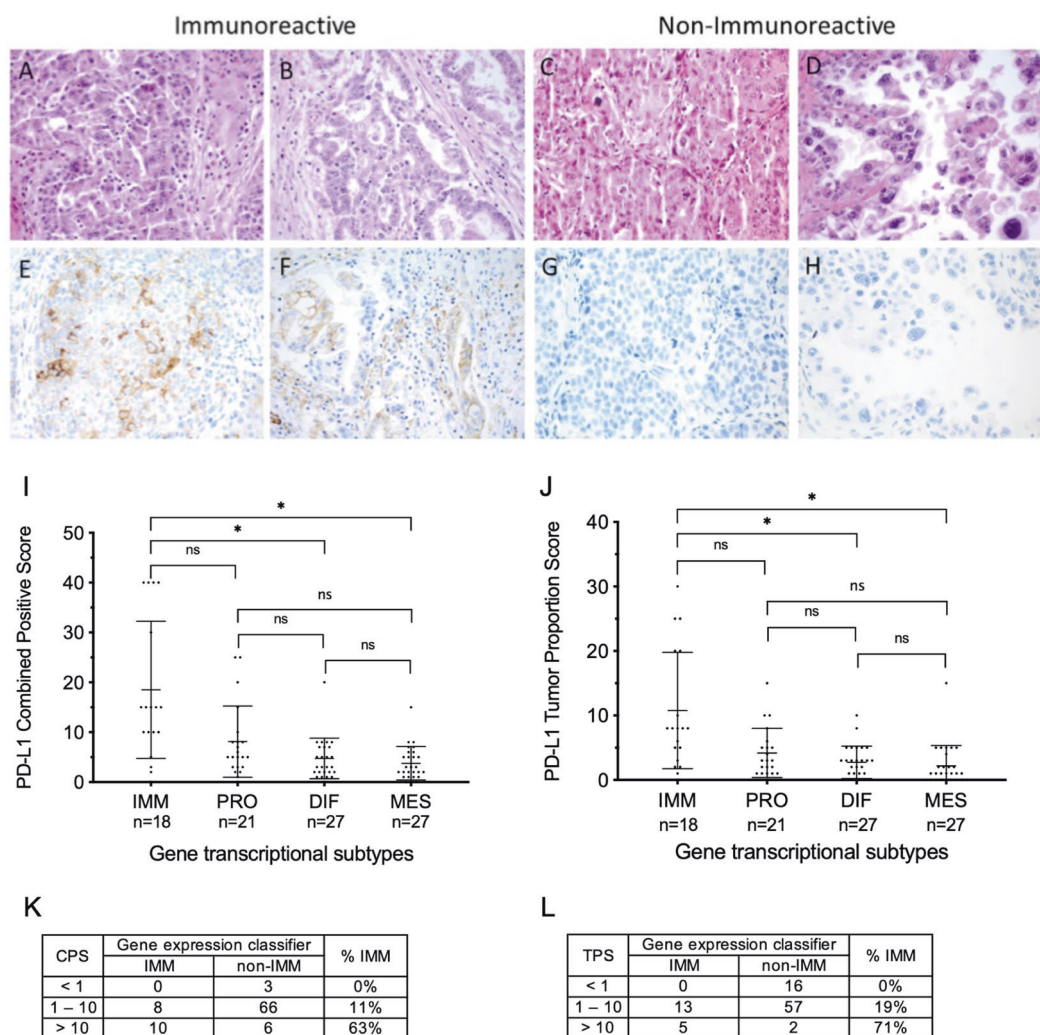 Immunoreactive Non-Immunoreactive
A B C D
E F G H
I
PD-L1 Combined Positive Score
50
40
30
20
10
0
*
*
ns
ns
ns
ns
IMM PRO DIF MES
n=18 n=21 n=27 n=27
Gene transcriptional subtypes
J
PD-L1 Tumor Proportion Score
40
30
20
10
0
*
*
ns
ns
ns
ns
IMM PRO DIF MES
n=18 n=21 n=27 n=27
Gene transcriptional subtypes
K
CPS Gene expression classifier % IMM
IMM non-IMM
< 1 0 3 0%
1 – 10 8 66 11%
> 10 10 6 63%
L
TPS Gene expression classifier % IMM
IMM non-IMM
< 1 0 16 0%
1 – 10 13 57 19%
> 10 5 2 71%